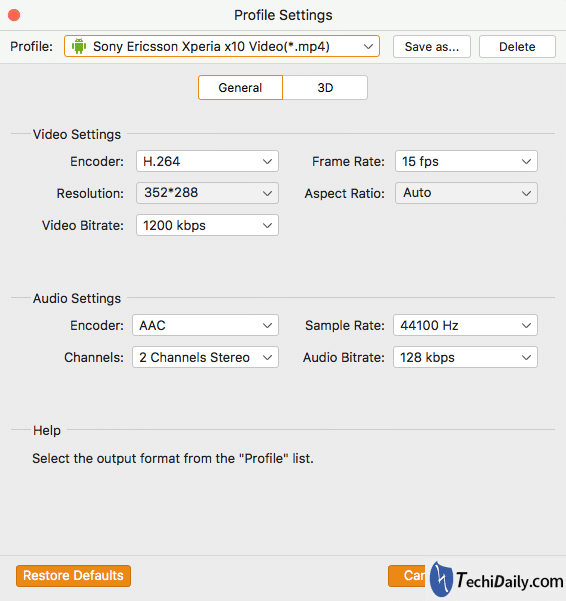 Profile Settings
Profile: Sony Ericsson Xperia x10 Video(*.mp4) Save as... Delete
General 3D
Video Settings
Encoder: H.264 Frame Rate: 15 fps
Resolution: 352*288 Aspect Ratio: Auto
Video Bitrate: 1200 kbps
Audio Settings
Encoder: AAC Sample Rate: 44100 Hz
Channels: 2 Channels Stereo Audio Bitrate: 128 kbps
Help
Select the output format from the "Profile" list.
Restore Defaults TechiDaily.com